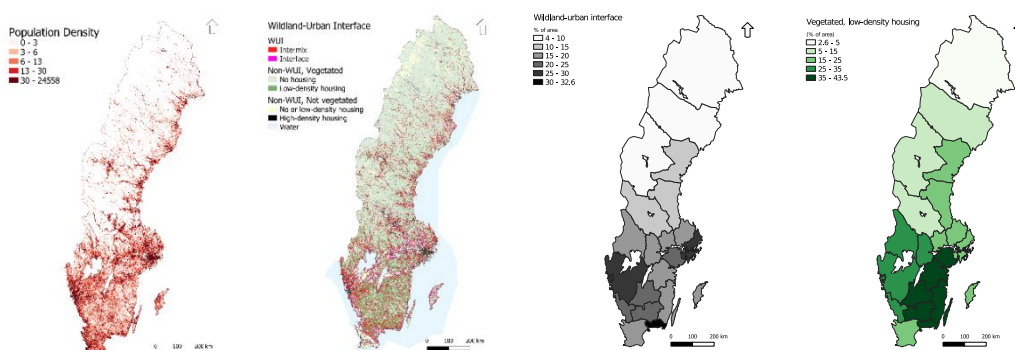 Population Density
0 - 3
3 - 6
6 - 13
13 - 30
30 - 24558
0 100 200 km
Wildland-Urban Interface
WUI
Intermix
Interface
Non-WUI, Vegetated
No housing
Low-density housing
Non-WUI, Not vegetated
No or low-density housing
High-density housing
Water
0 100 200 km
Wildland-urban interface
% of area
4 - 10
10 - 15
15 - 20
20 - 25
25 - 30
30 - 32.6
0 100 200 km
Vegetated, low-density housing
(% of area)
2.6 - 5
5 - 15
15 - 25
25 - 35
35 - 43.5
0 100 200 km